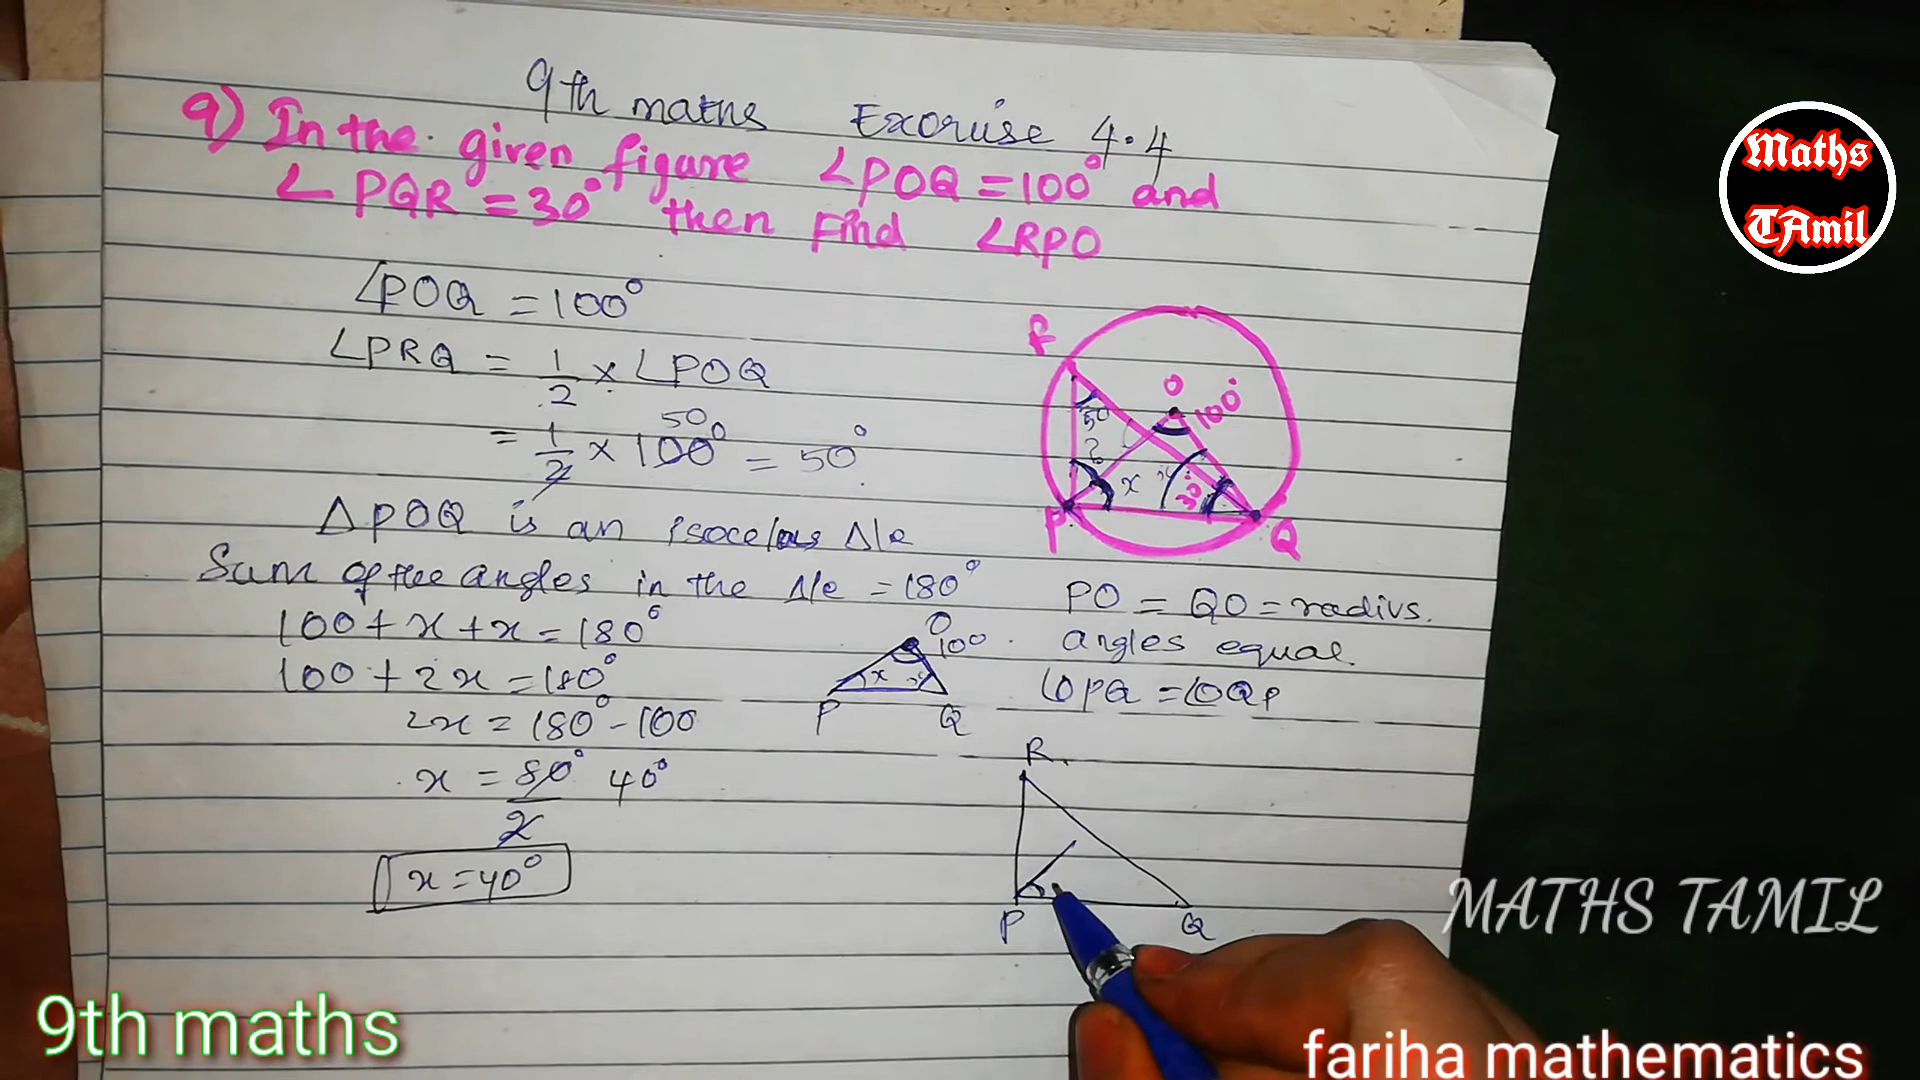 9th maths Exercise 4.4
9) In the given figure ∠POQ = 100° and
∠PQR = 30° then Find ∠RPO
∠POQ = 100°
∠PRQ = 1/2 × ∠POQ
= 1/2 × 100° = 50°
50
ΔPOQ is an isocelous Δ/e
Sum of the angles in the Δ/e = 180°
100 + x + x = 180°
100 + 2x = 180°
2x = 180° - 100
x = 80°/2 40°
x = 40°
R
O
100°
50
?
x
x
30°
P
Q
PO = QO = radius.
angles equal.
∠OPQ = ∠OQP
O
100
x x
P Q
R
P Q
Maths
TAmil
MATHS TAMIL
9th maths
fariha mathematics